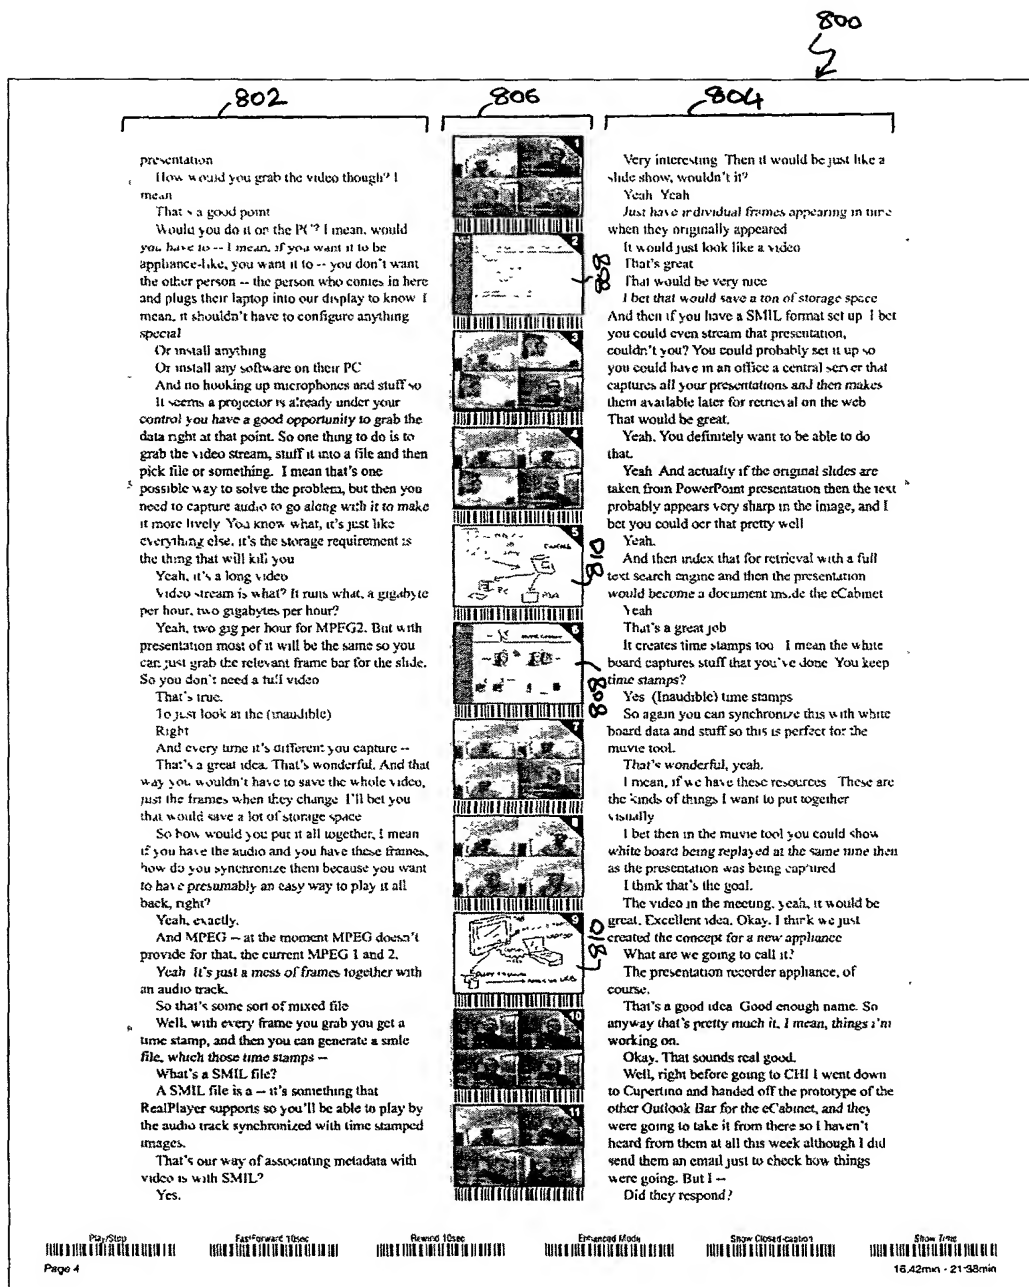 800
802
806
804
presentation
How would you grab the video though? I
mean
That's a good point
Would you do it on the PC? I mean, would
you have to -- I mean, if you want it to be
appliance-like, you want it to -- you don't want
the other person -- the person who comes in here
and plugs their laptop into our display to know I
mean, it shouldn't have to configure anything
special
Or install anything
Or install any software on their PC
And no hooking up microphones and stuff so
It seems a projector is already under your
control you have a good opportunity to grab the
data right at that point. So one thing to do is to
grab the video stream, stuff it into a file and then
pick file or something. I mean that's one
possible way to solve the problem, but then you
need to capture audio to go along with it to make
it more lively You know what, it's just like
everything else, it's the storage requirement is
the thing that will kill you
Yeah, it's a long video
Video stream is what? It runs what, a gigabyte
per hour, two gigabytes per hour?
Yeah, two gig per hour for MPEG2. But with
presentation most of it will be the same so you
can just grab the relevant frame bar for the slide.
So you don't need a full video
That's true.
To just look at the (inaudible)
Right
And every time it's different you capture --
That's a great idea. That's wonderful. And that
way you wouldn't have to save the whole video,
just the frames when they change I'll bet you
that would save a lot of storage space
So how would you put it all together, I mean
if you have the audio and you have these frames,
how do you synchronize them because you want
to have presumably an easy way to play it all
back, right?
Yeah, exactly.
And MPEG -- at the moment MPEG doesn't
provide for that, the current MPEG 1 and 2.
Yeah It's just a mess of frames together with
an audio track.
So that's some sort of mixed file
Well, with every frame you grab you get a
time stamp, and then you can generate a smle
file, which those time stamps --
What's a SMIL file?
A SMIL file is a -- it's something that
RealPlayer supports so you'll be able to play by
the audio track synchronized with time stamped
images.
That's our way of associating metadata with
video is with SMIL?
Yes.
1
2
808
3
4
5
PC
PDA
810
6
808
7
8
9
810
10
11
Very interesting Then it would be just like a
slide show, wouldn't it?
Yeah Yeah
Just have individual frames appearing in time
when they originally appeared
It would just look like a video
That's great
That would be very nice
I bet that would save a ton of storage space
And then if you have a SMIL format set up I bet
you could even stream that presentation,
couldn't you? You could probably set it up so
you could have in an office a central server that
captures all your presentations and then makes
them available later for retrieval on the web
That would be great.
Yeah. You definitely want to be able to do
that.
Yeah And actually if the original slides are
taken from PowerPoint presentation then the text
probably appears very sharp in the image, and I
bet you could ocr that pretty well
Yeah.
And then index that for retrieval with a full
text search engine and then the presentation
would become a document inside the eCabinet
Yeah
That's a great job
It creates time stamps too I mean the white
board captures stuff that you've done You keep
time stamps?
Yes (Inaudible) time stamps
So again you can synchronize this with white
board data and stuff so this is perfect for the
muvie tool.
That's wonderful, yeah.
I mean, if we have these resources These are
the kinds of things I want to put together
visually
I bet then in the muvie tool you could show
white board being replayed at the same time then
as the presentation was being captured
I think that's the goal.
The video in the meeting, yeah, it would be
great. Excellent idea. Okay. I think we just
created the concept for a new appliance
What are we going to call it?
The presentation recorder appliance, of
course.
That's a good idea Good enough name. So
anyway that's pretty much it, I mean, things i'm
working on.
Okay. That sounds real good.
Well, right before going to CHI I went down
to Cupertino and handed off the prototype of the
other Outlook Bar for the eCabinet, and they
were going to take it from there so I haven't
heard from them at all this week although I did
send them an email just to check how things
were going. But I --
Did they respond?
Play/Stop
FastForward 10sec
Rewind 10sec
Enhanced Mode
Show Closed-caption
Show Time
Page 4
16.42min - 21:38min